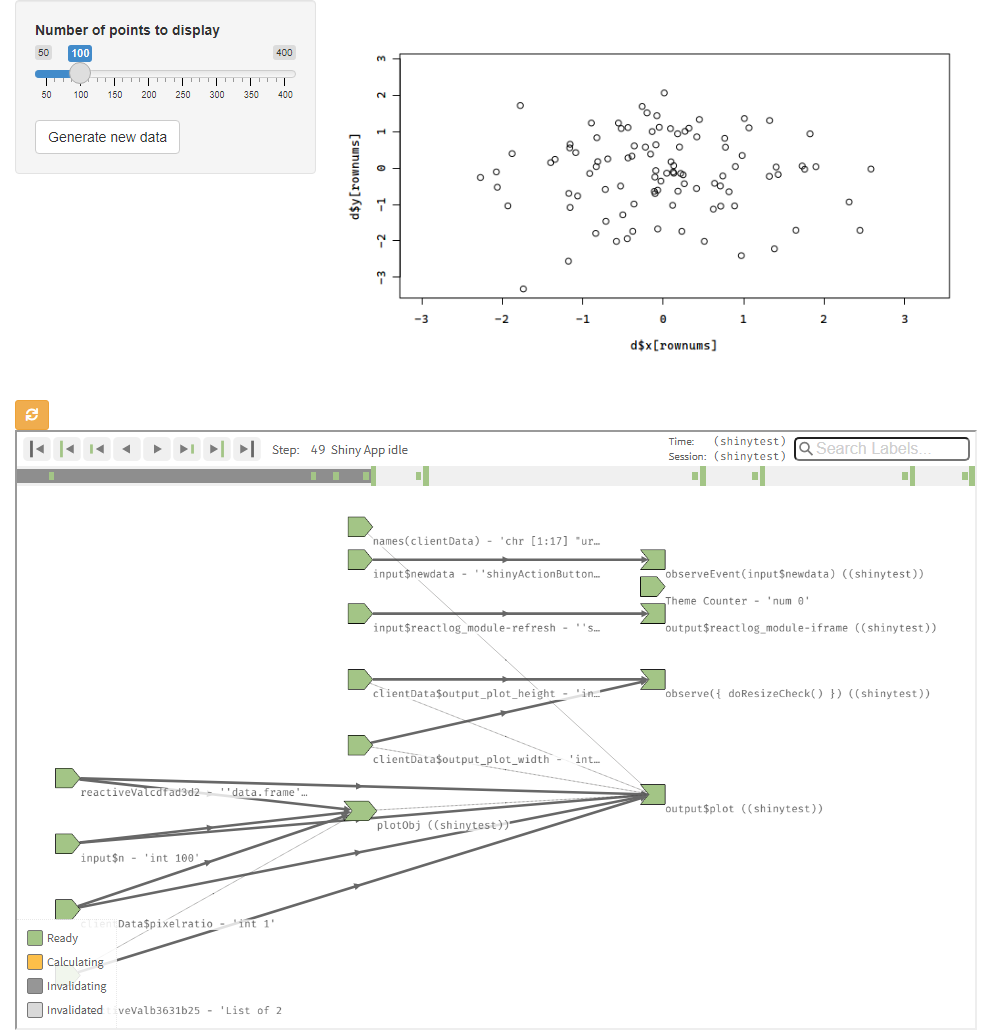 Number of points to display
50 100 400
50 100 150 200 250 300 350 400
Generate new data
3
2
1
0
-1
-2
-3
d$y[rownums]
-3 -2 -1 0 1 2 3
d$x[rownums]
Step: 49 Shiny App idle
Time: (shinytest)
Session: (shinytest)
Search Labels...
names(clientData) - 'chr [1:17] "ur…
input$newdata - ''shinyActionButton…
observeEvent(input$newdata) ((shinytest))
Theme Counter - 'num 0'
input$reactlog_module-refresh - ''s…
output$reactlog_module-iframe ((shinytest))
clientData$output_plot_height - 'in…
observe({ doResizeCheck() }) ((shinytest))
clientData$output_plot_width - 'int…
reactiveValcdfad3d2 - ''data.frame'…
output$plot ((shinytest))
plotObj ((shinytest))
input$n - 'int 100'
clientData$pixelratio - 'int 1'
Ready
Calculating
Invalidating
Invalidated
iveValb3631b25 - 'List of 2